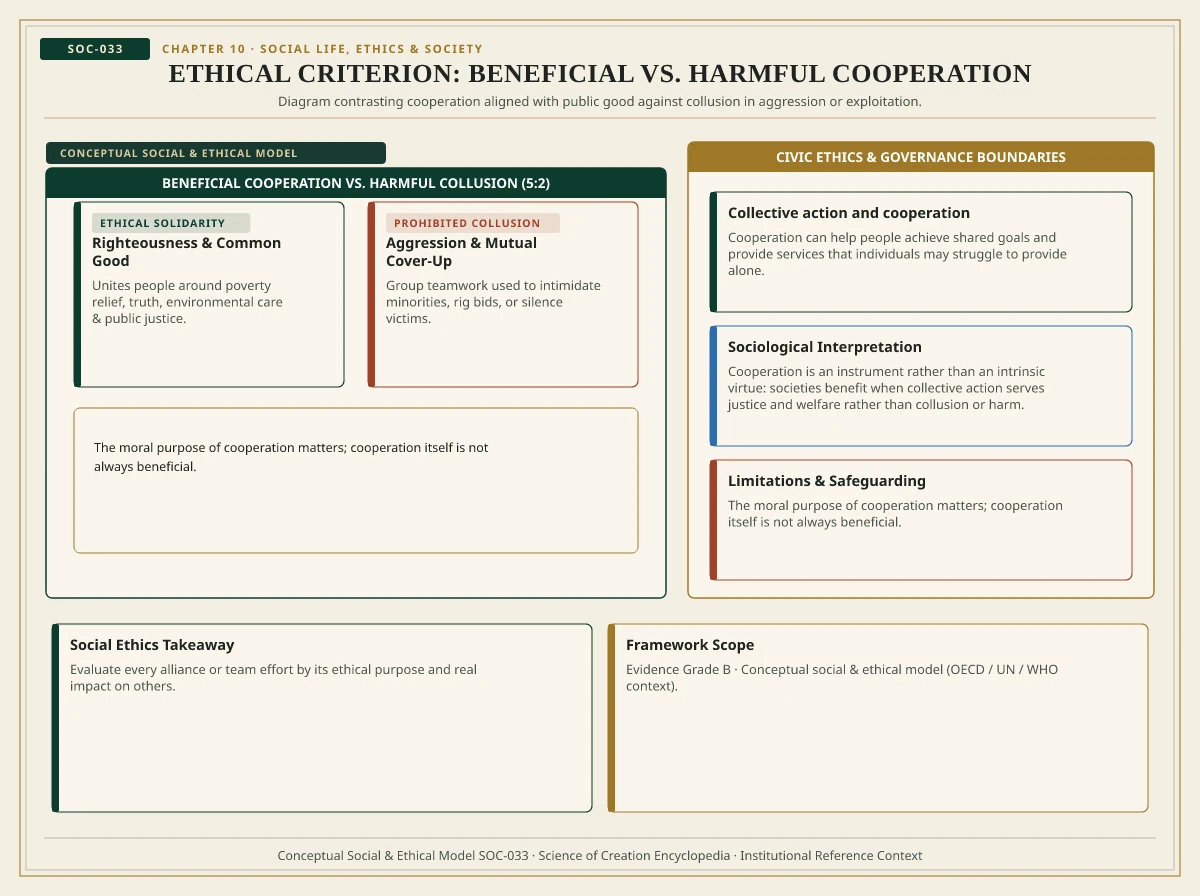 SOC-033
CHAPTER 10 · SOCIAL LIFE, ETHICS & SOCIETY
ETHICAL CRITERION: BENEFICIAL VS. HARMFUL COOPERATION
Diagram contrasting cooperation aligned with public good against collusion in aggression or exploitation.
CONCEPTUAL SOCIAL & ETHICAL MODEL
BENEFICIAL COOPERATION VS. HARMFUL COLLUSION (5:2)
ETHICAL SOLIDARITY
Righteousness & Common
Good
Unites people around poverty
relief, truth, environmental care
& public justice.
PROHIBITED COLLUSION
Aggression & Mutual
Cover-Up
Group teamwork used to intimidate
minorities, rig bids, or silence
victims.
The moral purpose of cooperation matters; cooperation itself is not
always beneficial.
CIVIC ETHICS & GOVERNANCE BOUNDARIES
Collective action and cooperation
Cooperation can help people achieve shared goals and
provide services that individuals may struggle to provide
alone.
Sociological Interpretation
Cooperation is an instrument rather than an intrinsic
virtue: societies benefit when collective action serves
justice and welfare rather than collusion or harm.
Limitations & Safeguarding
The moral purpose of cooperation matters; cooperation
itself is not always beneficial.
Social Ethics Takeaway
Evaluate every alliance or team effort by its ethical purpose and real
impact on others.
Framework Scope
Evidence Grade B · Conceptual social & ethical model (OECD / UN / WHO
context).
Conceptual Social & Ethical Model SOC-033 · Science of Creation Encyclopedia · Institutional Reference Context